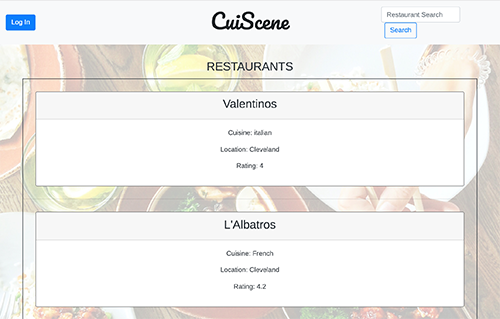 Log In
CuiScene
Restaurant Search
Search
RESTAURANTS
Valentinos
Cuisine: italian
Location: Cleveland
Rating: 4
L'Albatros
Cuisine: French
Location: Cleveland
Rating: 4.2